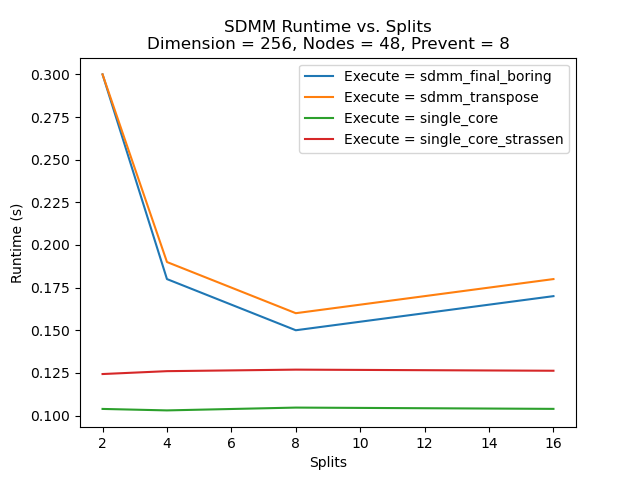 SDMM Runtime vs. Splits
Dimension = 256, Nodes = 48, Prevent = 8
Execute = sdmm_final_boring
Execute = sdmm_transpose
Execute = single_core
Execute = single_core_strassen
Runtime (s)
0.300
0.275
0.250
0.225
0.200
0.175
0.150
0.125
0.100
2 4 6 8 10 12 14 16
Splits